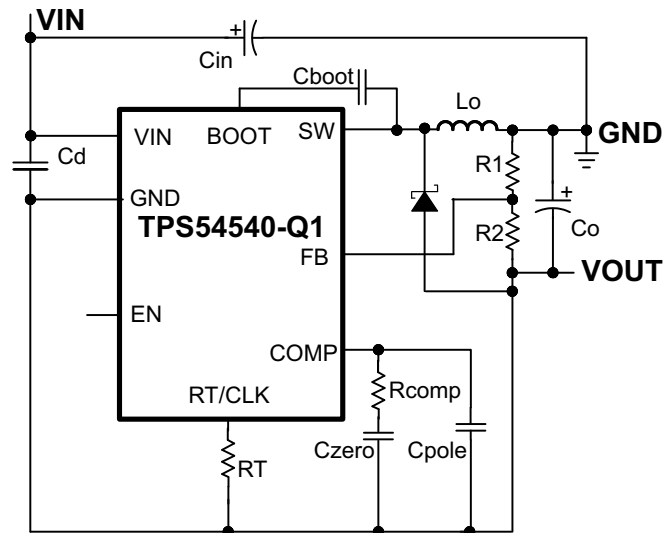 VIN
Cin
Cboot
Lo
VIN
BOOT
SW
GND
Cd
R1
GND
TPS54540-Q1
R2
Co
FB
VOUT
EN
COMP
RT/CLK
Rcomp
RT
Czero
Cpole